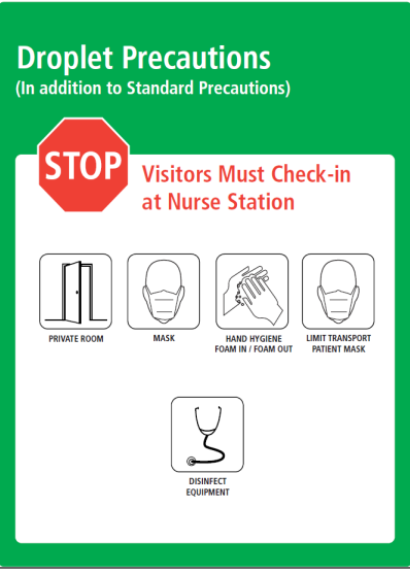 Droplet Precautions
(In addition to Standard Precautions)
STOP
Visitors Must Check-in
at Nurse Station
PRIVATE ROOM
MASK
HAND HYGIENE
FOAM IN / FOAM OUT
LIMIT TRANSPORT
PATIENT MASK
DISINFECT
EQUIPMENT